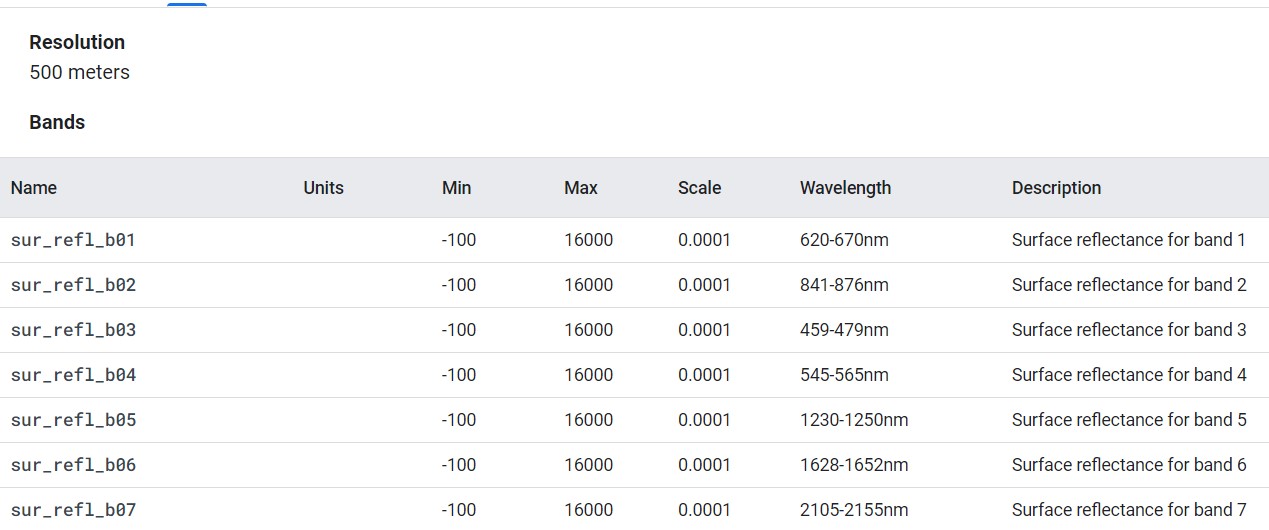 Resolution
500 meters
Bands
Name Units Min Max Scale Wavelength Description
sur_refl_b01 -100 16000 0.0001 620-670nm Surface reflectance for band 1
sur_refl_b02 -100 16000 0.0001 841-876nm Surface reflectance for band 2
sur_refl_b03 -100 16000 0.0001 459-479nm Surface reflectance for band 3
sur_refl_b04 -100 16000 0.0001 545-565nm Surface reflectance for band 4
sur_refl_b05 -100 16000 0.0001 1230-1250nm Surface reflectance for band 5
sur_refl_b06 -100 16000 0.0001 1628-1652nm Surface reflectance for band 6
sur_refl_b07 -100 16000 0.0001 2105-2155nm Surface reflectance for band 7